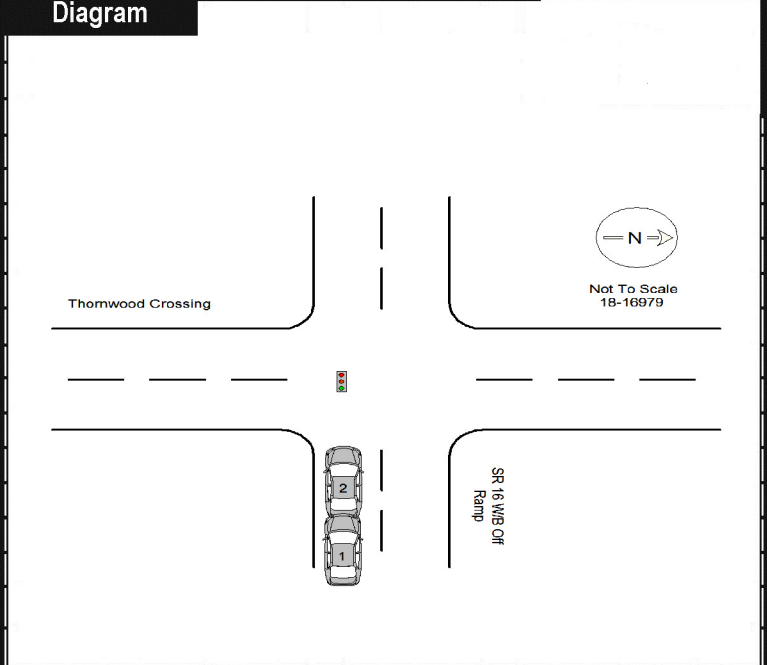 Diagram
N
Not To Scale
18-16979
Thornwood Crossing
2
1
SR 16 W/B Off
Ramp